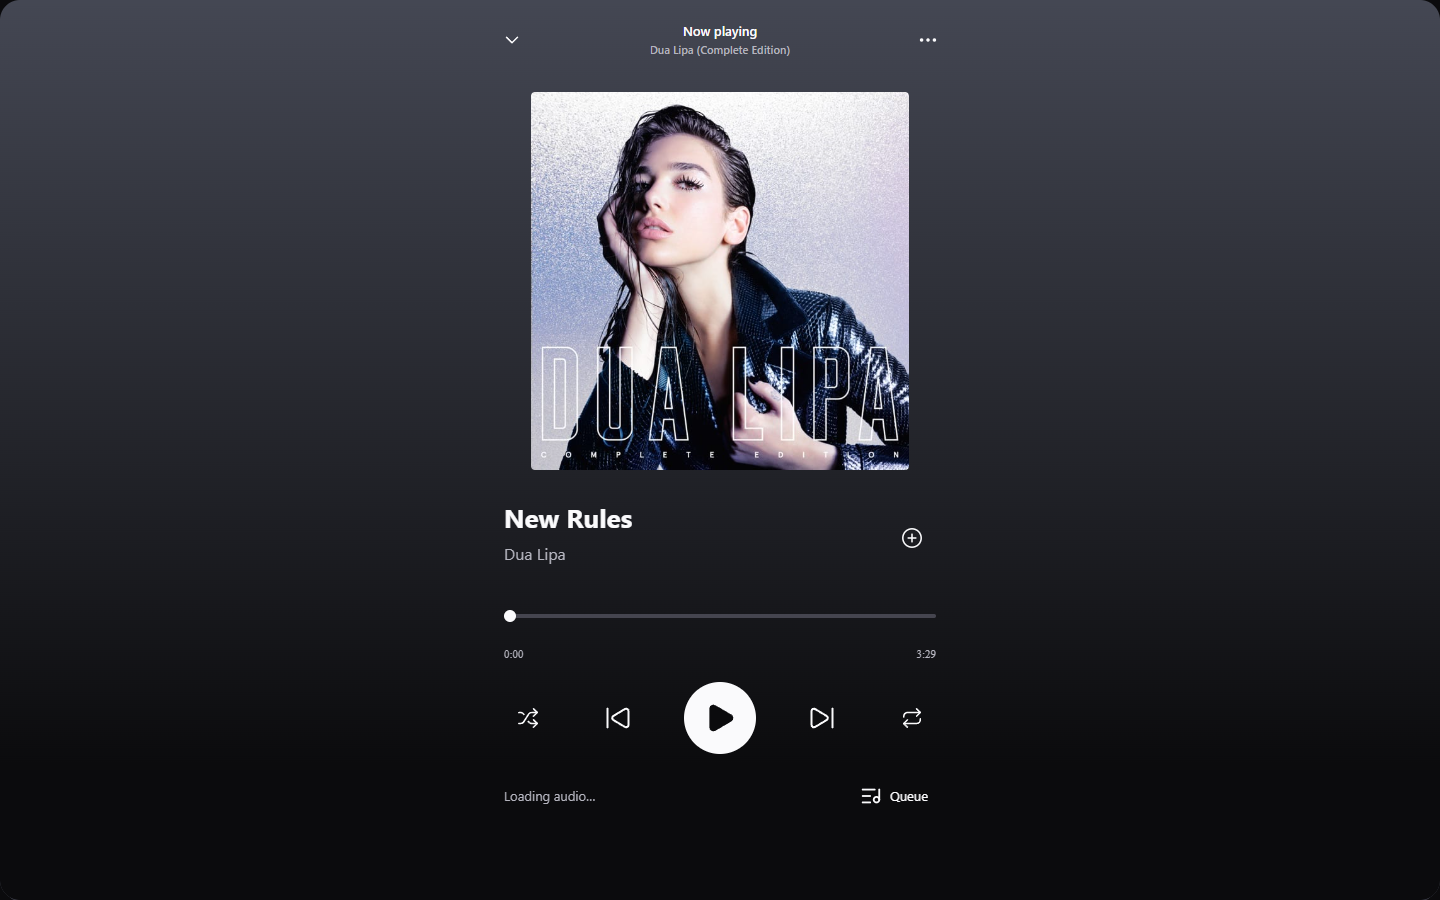 Now playing
Dua Lipa (Complete Edition)
DUA LIPA
COMPLETE EDITION
New Rules
Dua Lipa
0:00
3:29
Loading audio...
Queue